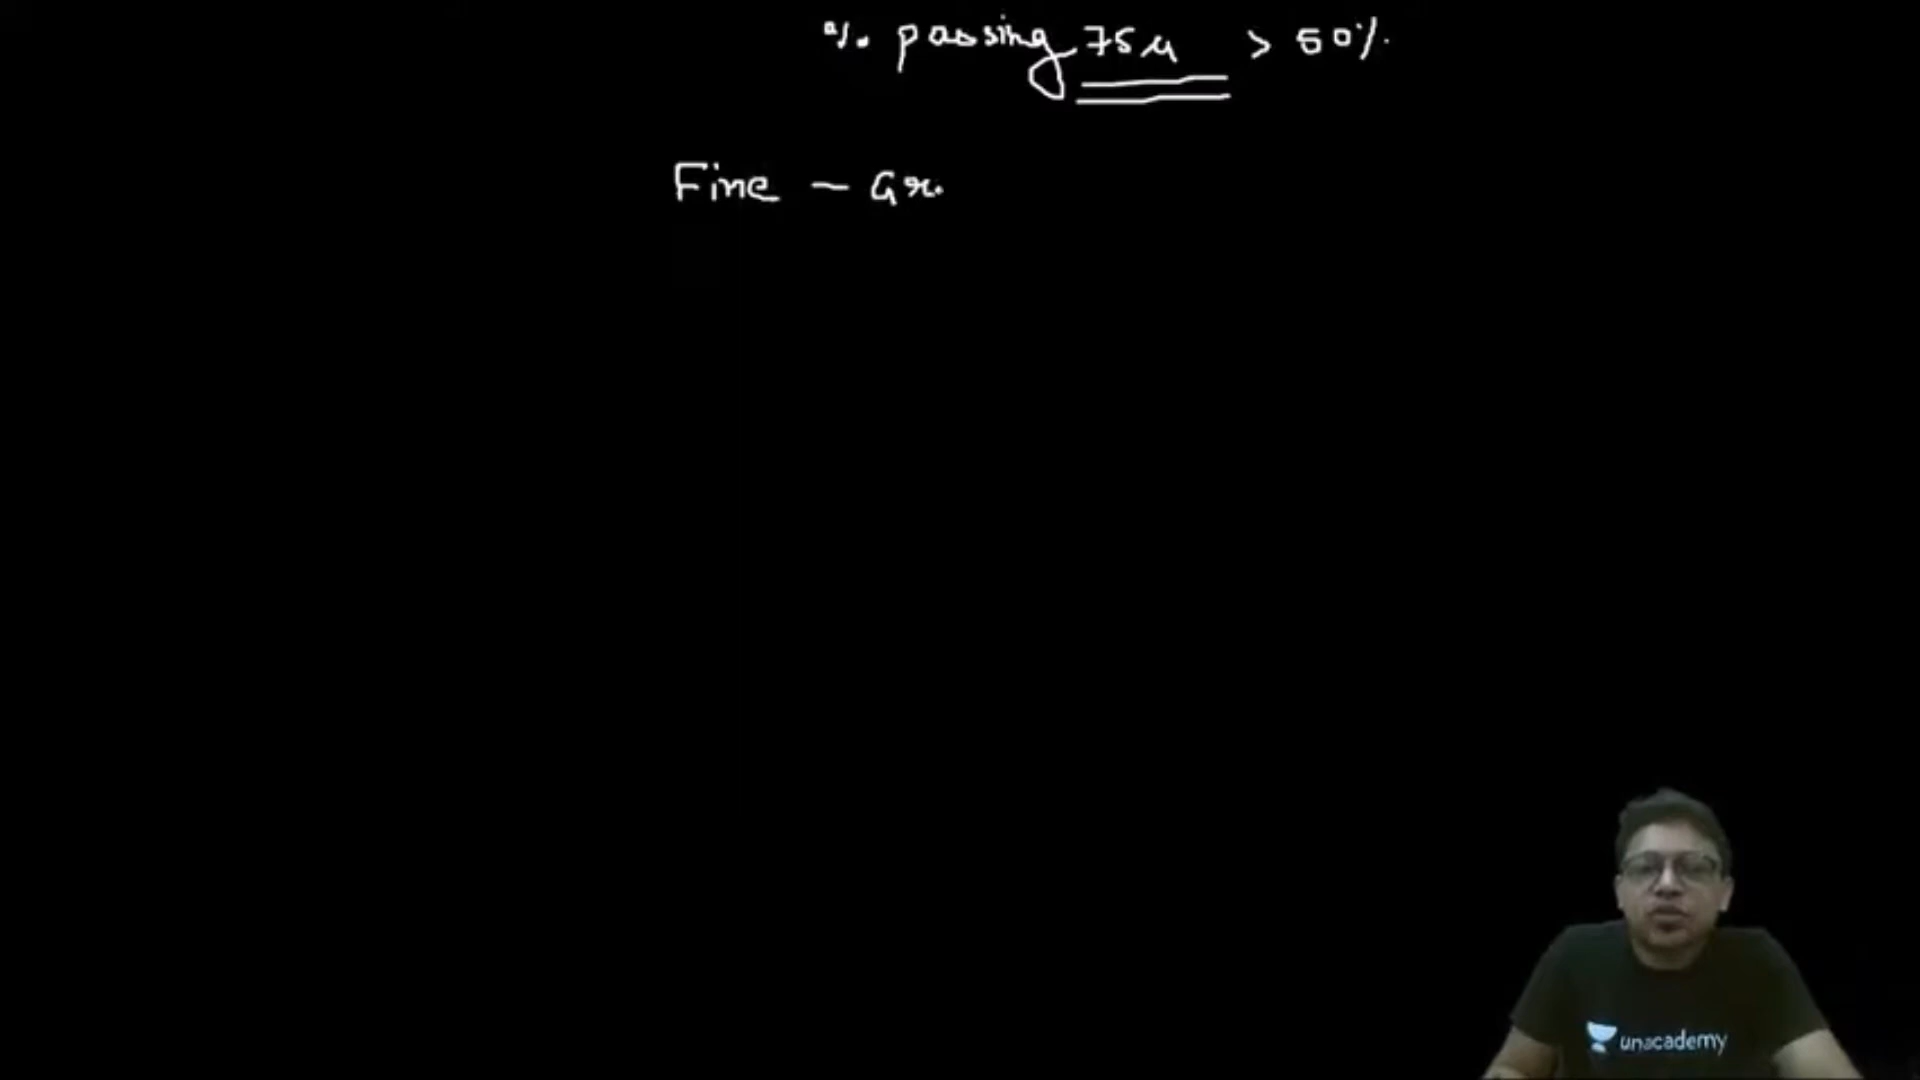 % passing 75μ > 50%.
Fine - Gr.
unacademy